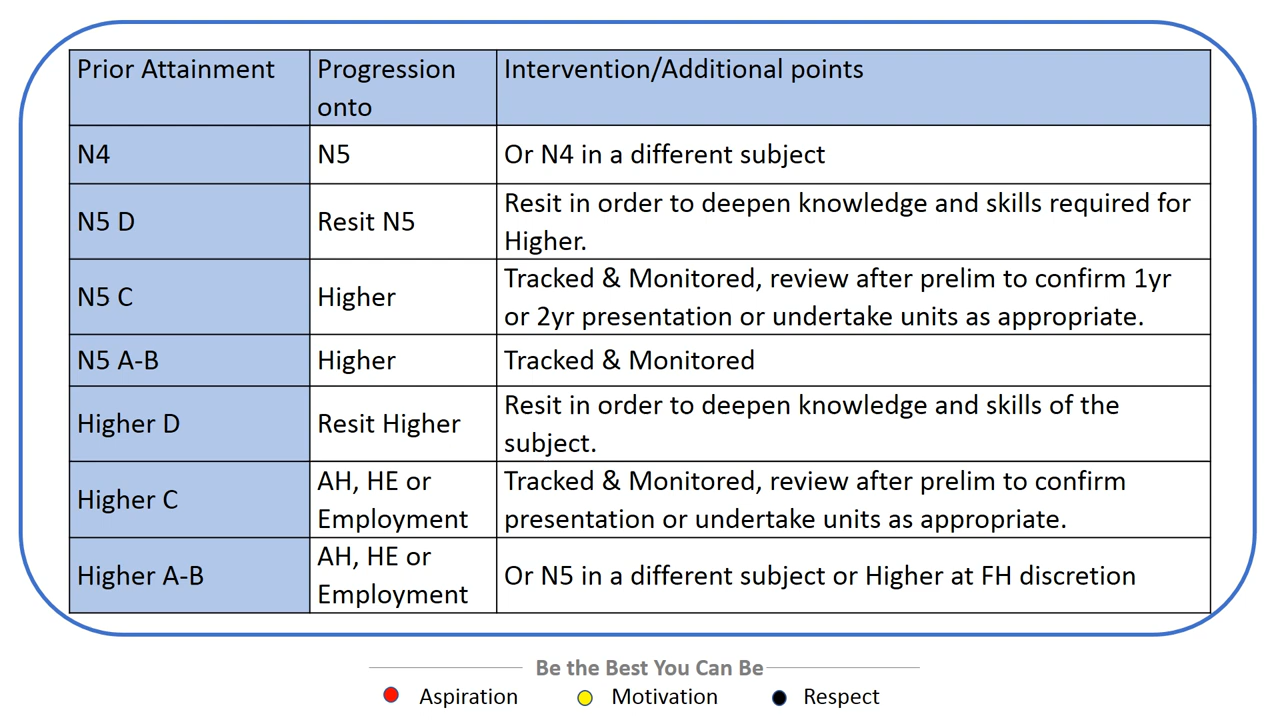 Prior Attainment
Progression
onto
Intervention/Additional points
N4
N5
Or N4 in a different subject
N5 D
Resit N5
Resit in order to deepen knowledge and skills required for
Higher.
N5 C
Higher
Tracked & Monitored, review after prelim to confirm 1yr
or 2yr presentation or undertake units as appropriate.
N5 A-B
Higher
Tracked & Monitored
Higher D
Resit Higher
Resit in order to deepen knowledge and skills of the
subject.
Higher C
AH, HE or
Employment
Tracked & Monitored, review after prelim to confirm
presentation or undertake units as appropriate.
Higher A-B
AH, HE or
Employment
Or N5 in a different subject or Higher at FH discretion
Be the Best You Can Be
Aspiration
Motivation
Respect